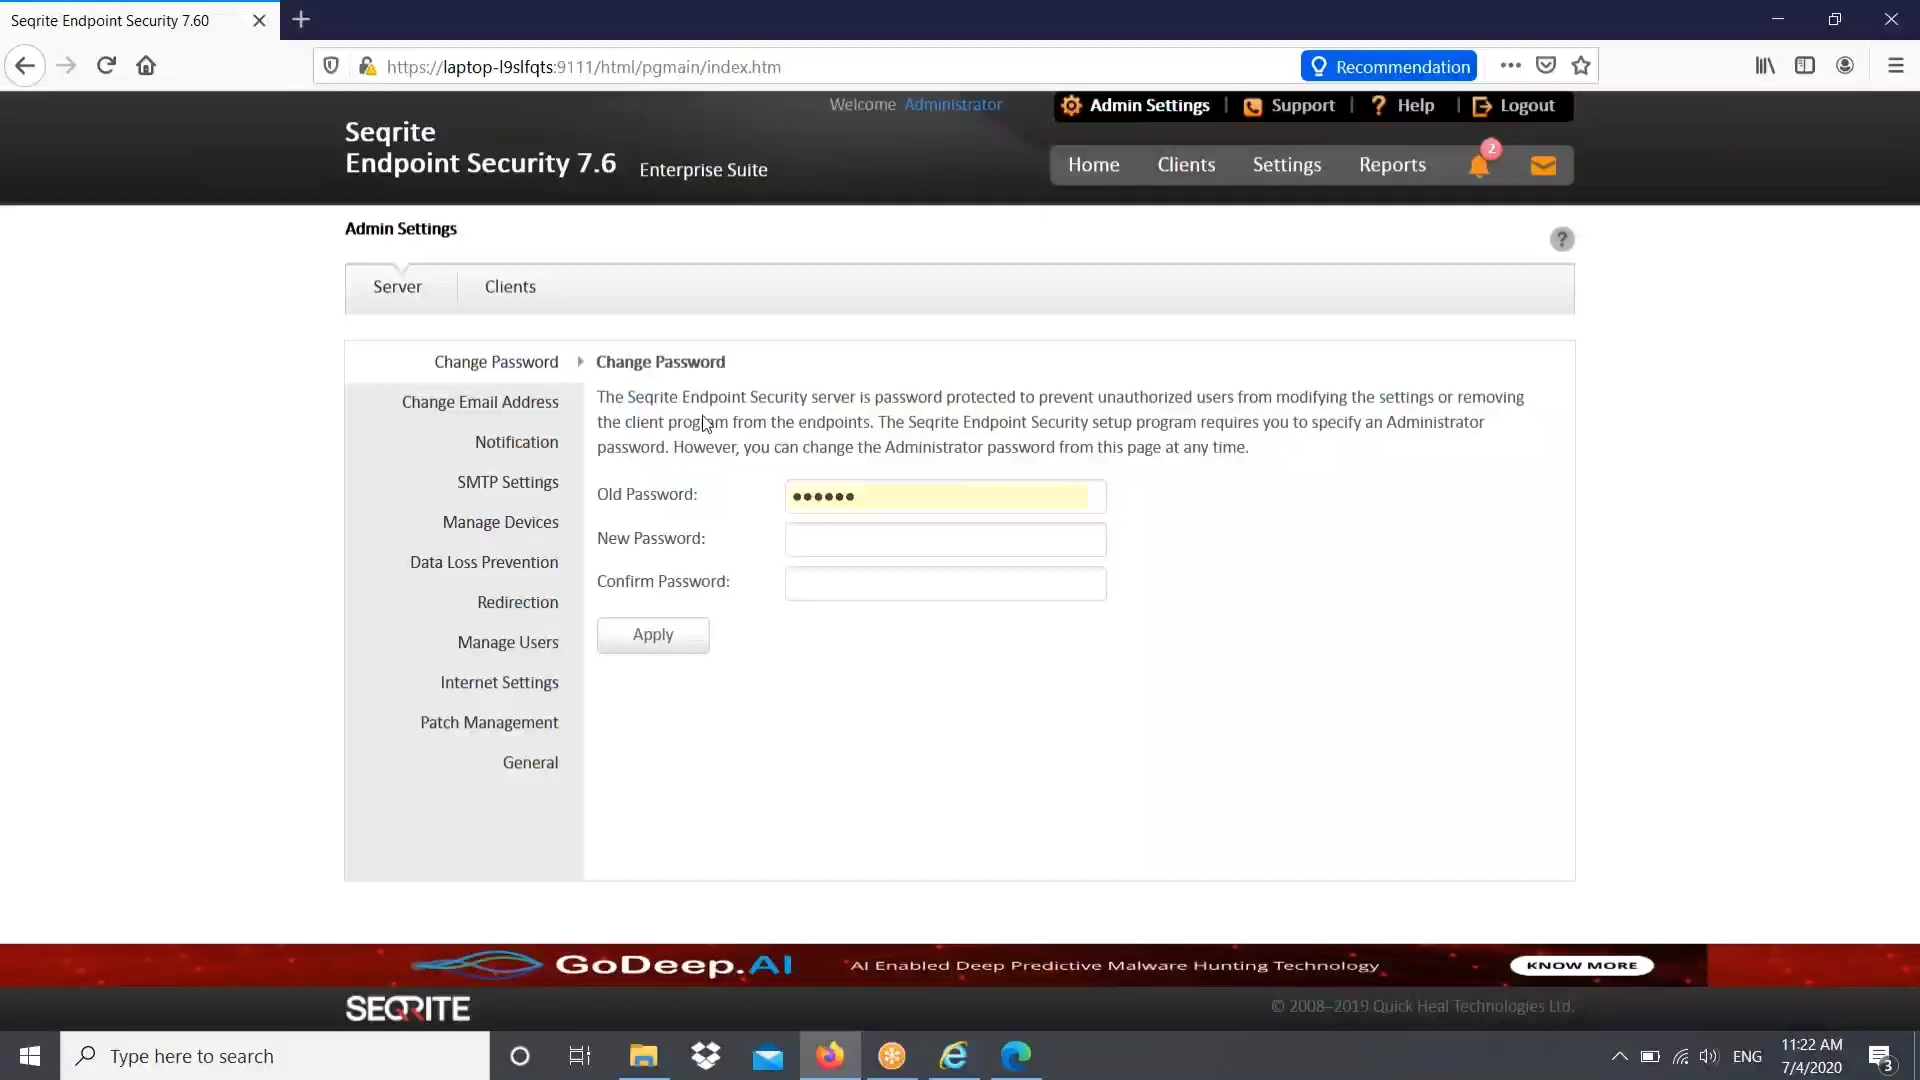 Seqrite Endpoint Security 7.60
https://laptop-l9slfqts:9111/html/pgmain/index.htm
Recommendation
Welcome Administrator
Admin Settings
Support
Help
Logout
Seqrite
Endpoint Security 7.6 Enterprise Suite
Home
Clients
Settings
Reports
2
Admin Settings
?
Server
Clients
Change Password
Change Email Address
Notification
SMTP Settings
Manage Devices
Data Loss Prevention
Redirection
Manage Users
Internet Settings
Patch Management
General
Change Password
The Seqrite Endpoint Security server is password protected to prevent unauthorized users from modifying the settings or removing
the client program from the endpoints. The Seqrite Endpoint Security setup program requires you to specify an Administrator
password. However, you can change the Administrator password from this page at any time.
Old Password: ••••••
New Password:
Confirm Password:
Apply
GoDeep.AI AI Enabled Deep Predictive Malware Hunting Technology KNOW MORE
SEQRITE
© 2008–2019 Quick Heal Technologies Ltd.
Type here to search
ENG
11:22 AM
7/4/2020
3